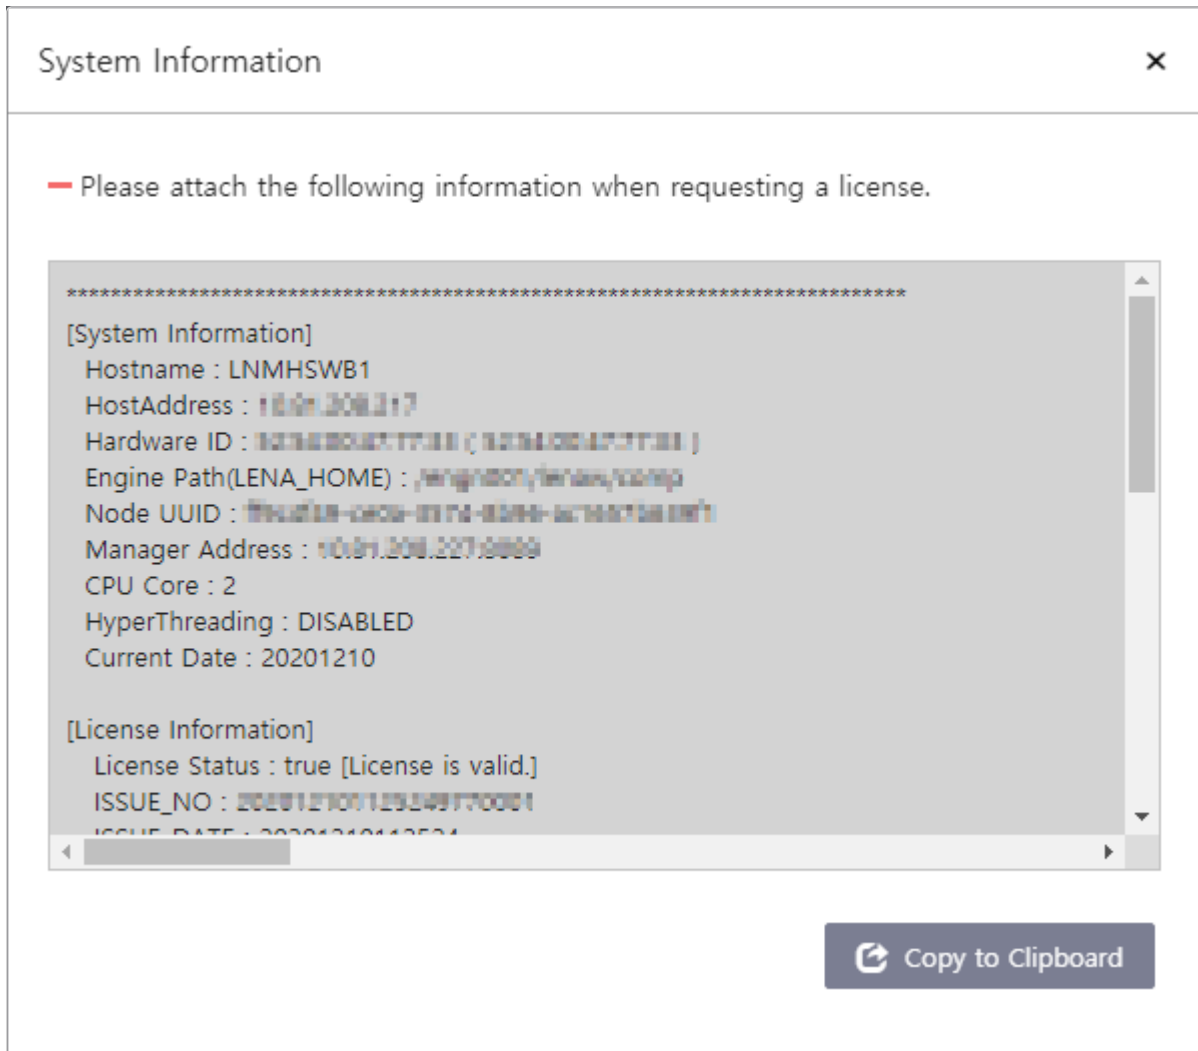 System Information
Please attach the following information when requesting a license.
****************************************************************************
[System Information]
Hostname : LNMHSWB1
HostAddress :
Hardware ID :
Engine Path(LENA_HOME) :
Node UUID :
Manager Address :
CPU Core : 2
HyperThreading : DISABLED
Current Date : 20201210
[License Information]
License Status : true [License is valid.]
ISSUE_NO :
ISSUE_DATE :
Copy to Clipboard